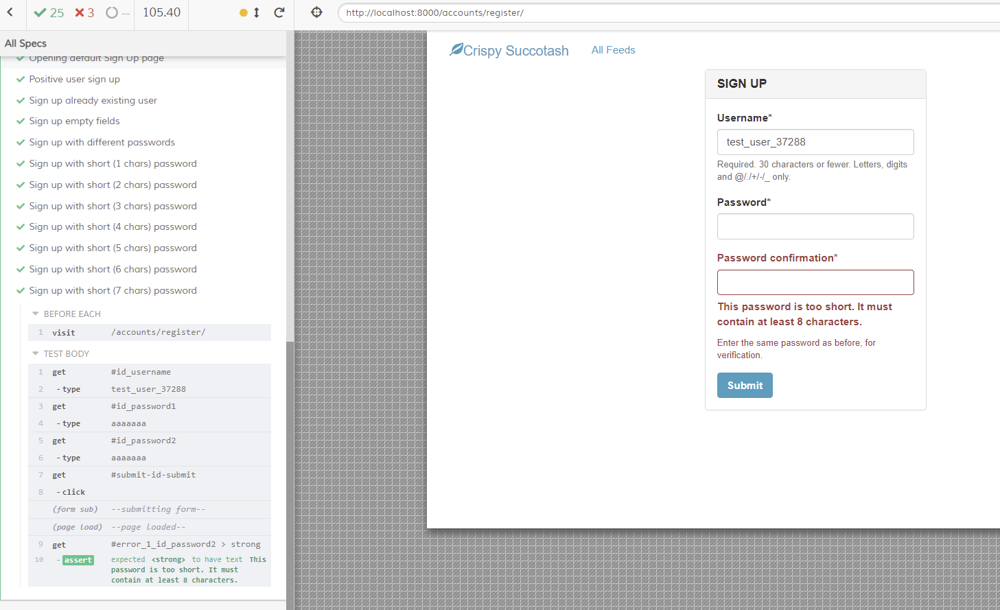 25 3 -- 105.40
http://localhost:8000/accounts/register/
All Specs
Opening default Sign Up page
Positive user sign up
Sign up already existing user
Sign up empty fields
Sign up with different passwords
Sign up with short (1 chars) password
Sign up with short (2 chars) password
Sign up with short (3 chars) password
Sign up with short (4 chars) password
Sign up with short (5 chars) password
Sign up with short (6 chars) password
Sign up with short (7 chars) password
BEFORE EACH
1 visit /accounts/register/
TEST BODY
1 get #id_username
2 -type test_user_37288
3 get #id_password1
4 -type aaaaaaa
5 get #id_password2
6 -type aaaaaaa
7 get #submit-id-submit
8 -click
(form sub) --submitting form--
(page load) --page loaded--
9 get #error_1_id_password2 > strong
10 -assert expected <strong> to have text This
password is too short. It must
contain at least 8 characters.
Crispy Succotash All Feeds
SIGN UP
Username*
test_user_37288
Required. 30 characters or fewer. Letters, digits
and @/./+/-/_ only.
Password*
Password confirmation*
This password is too short. It must
contain at least 8 characters.
Enter the same password as before, for
verification.
Submit